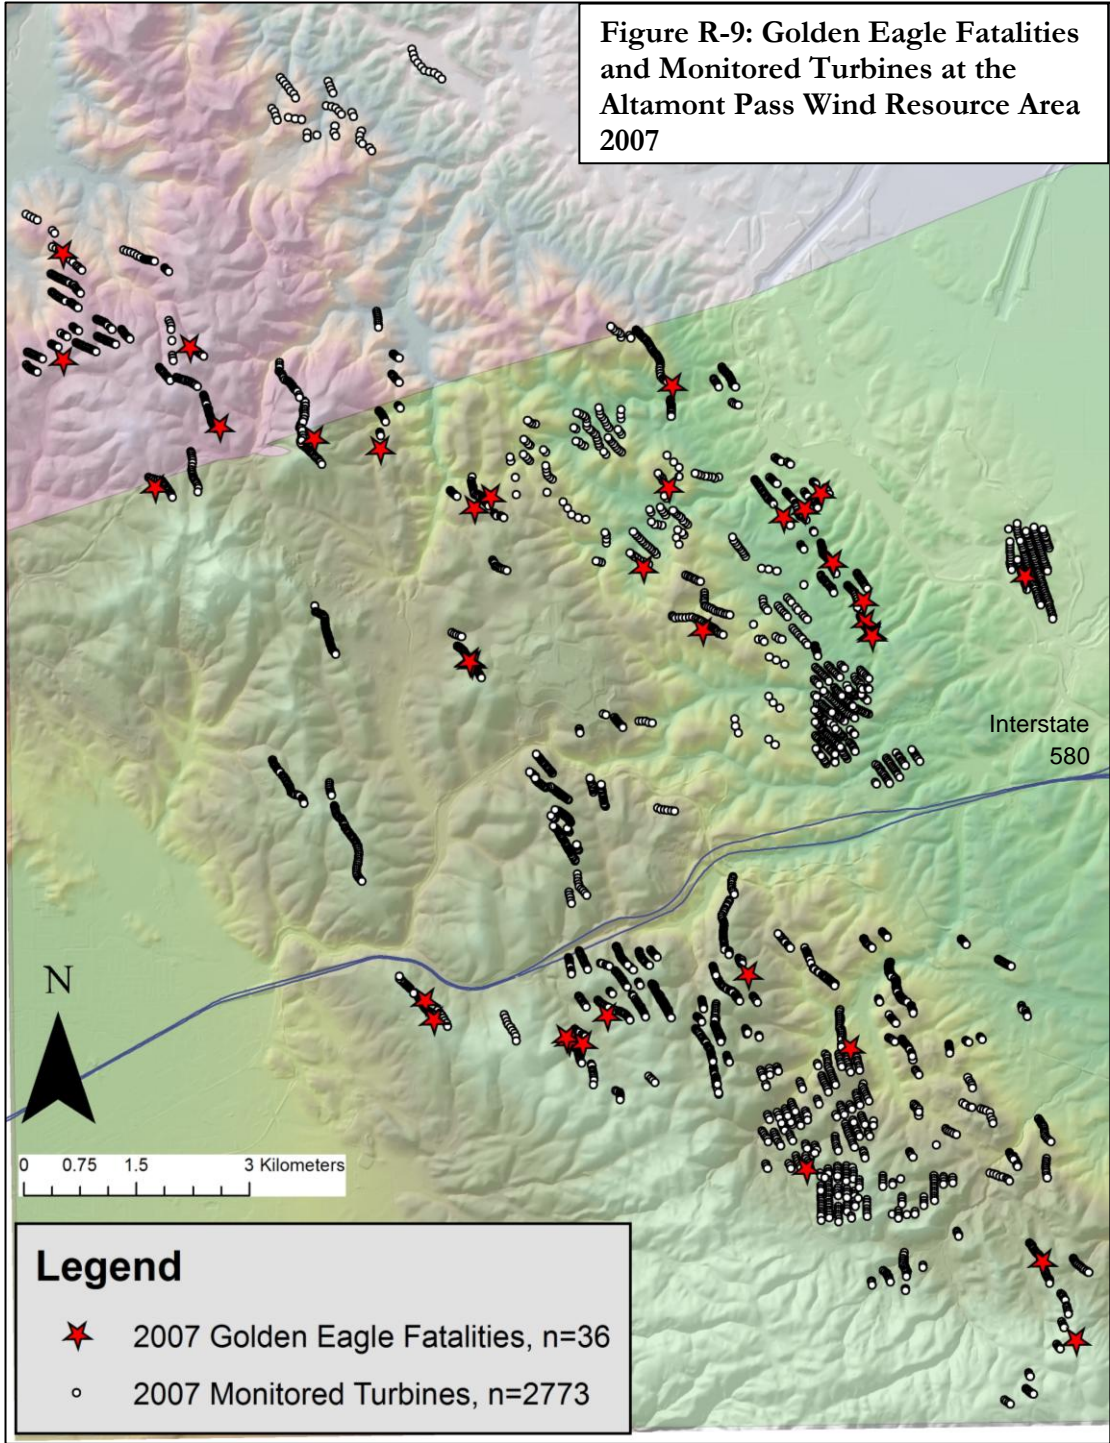 Figure R-9: Golden Eagle Fatalities
and Monitored Turbines at the
Altamont Pass Wind Resource Area
2007
Interstate
580
N
0 0.75 1.5 3 Kilometers
Legend
2007 Golden Eagle Fatalities, n=36
2007 Monitored Turbines, n=2773